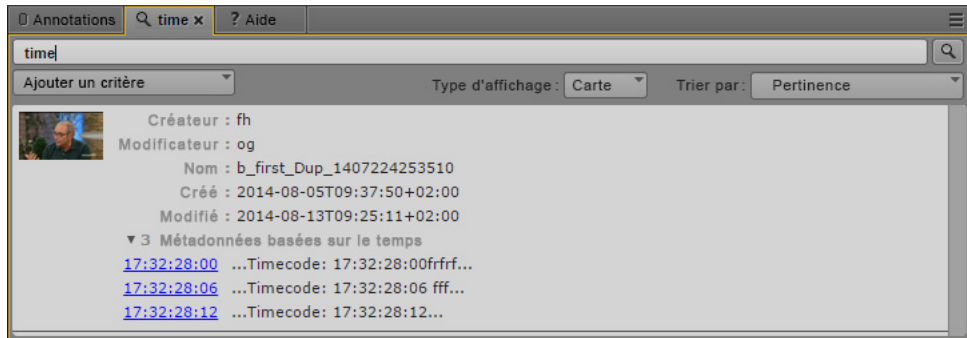 Annotations time x ? Aide
time
Ajouter un critère Type d'affichage : Carte Trier par : Pertinence
Créateur : fh
Modificateur : og
Nom : b_first_Dup_1407224253510
Créé : 2014-08-05T09:37:50+02:00
Modifié : 2014-08-13T09:25:11+02:00
▼ 3 Métadonnées basées sur le temps
17:32:28:00 ...Timecode: 17:32:28:00frfrf...
17:32:28:06 ...Timecode: 17:32:28:06 fff...
17:32:28:12 ...Timecode: 17:32:28:12...